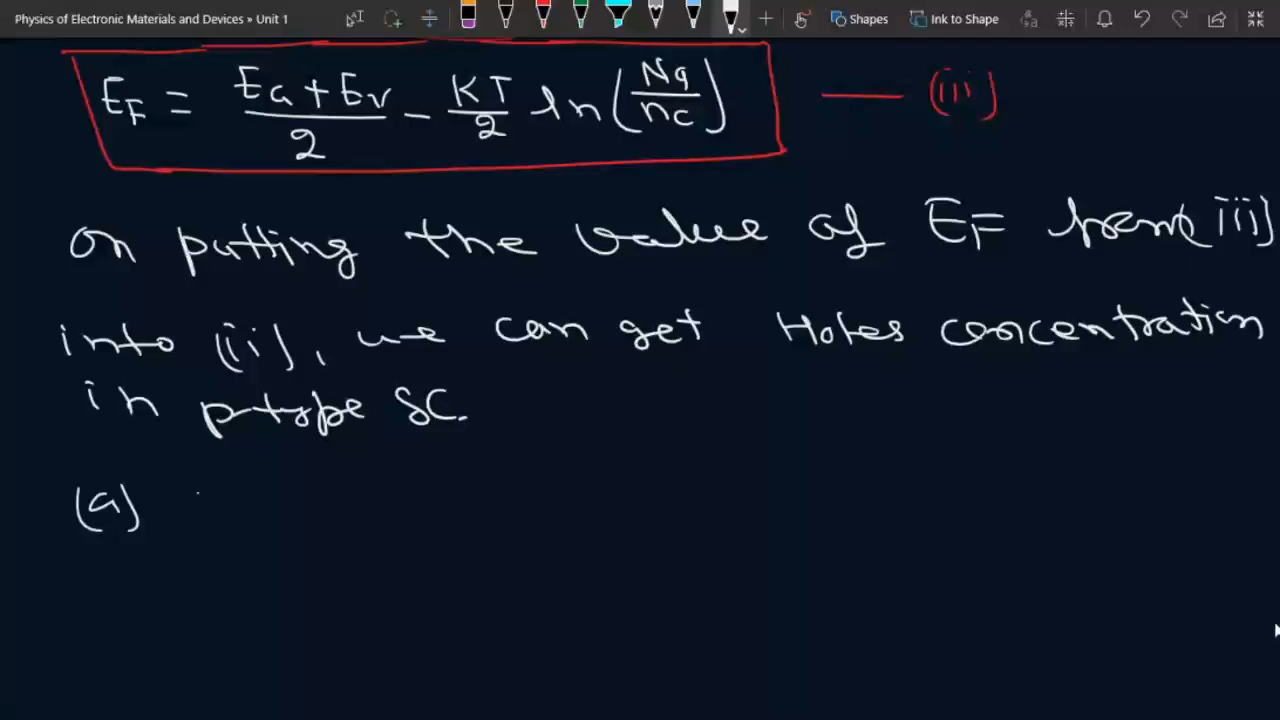 Physics of Electronic Materials and Devices » Unit 1
Shapes
Ink to Shape
E_F = (Ea + Ev)/2 - KT/2 ln(Na/nc) — (iii)
on putting the value of EF from (iii)
into (ii), we can get Holes concentration
in p-type SC.
(a)